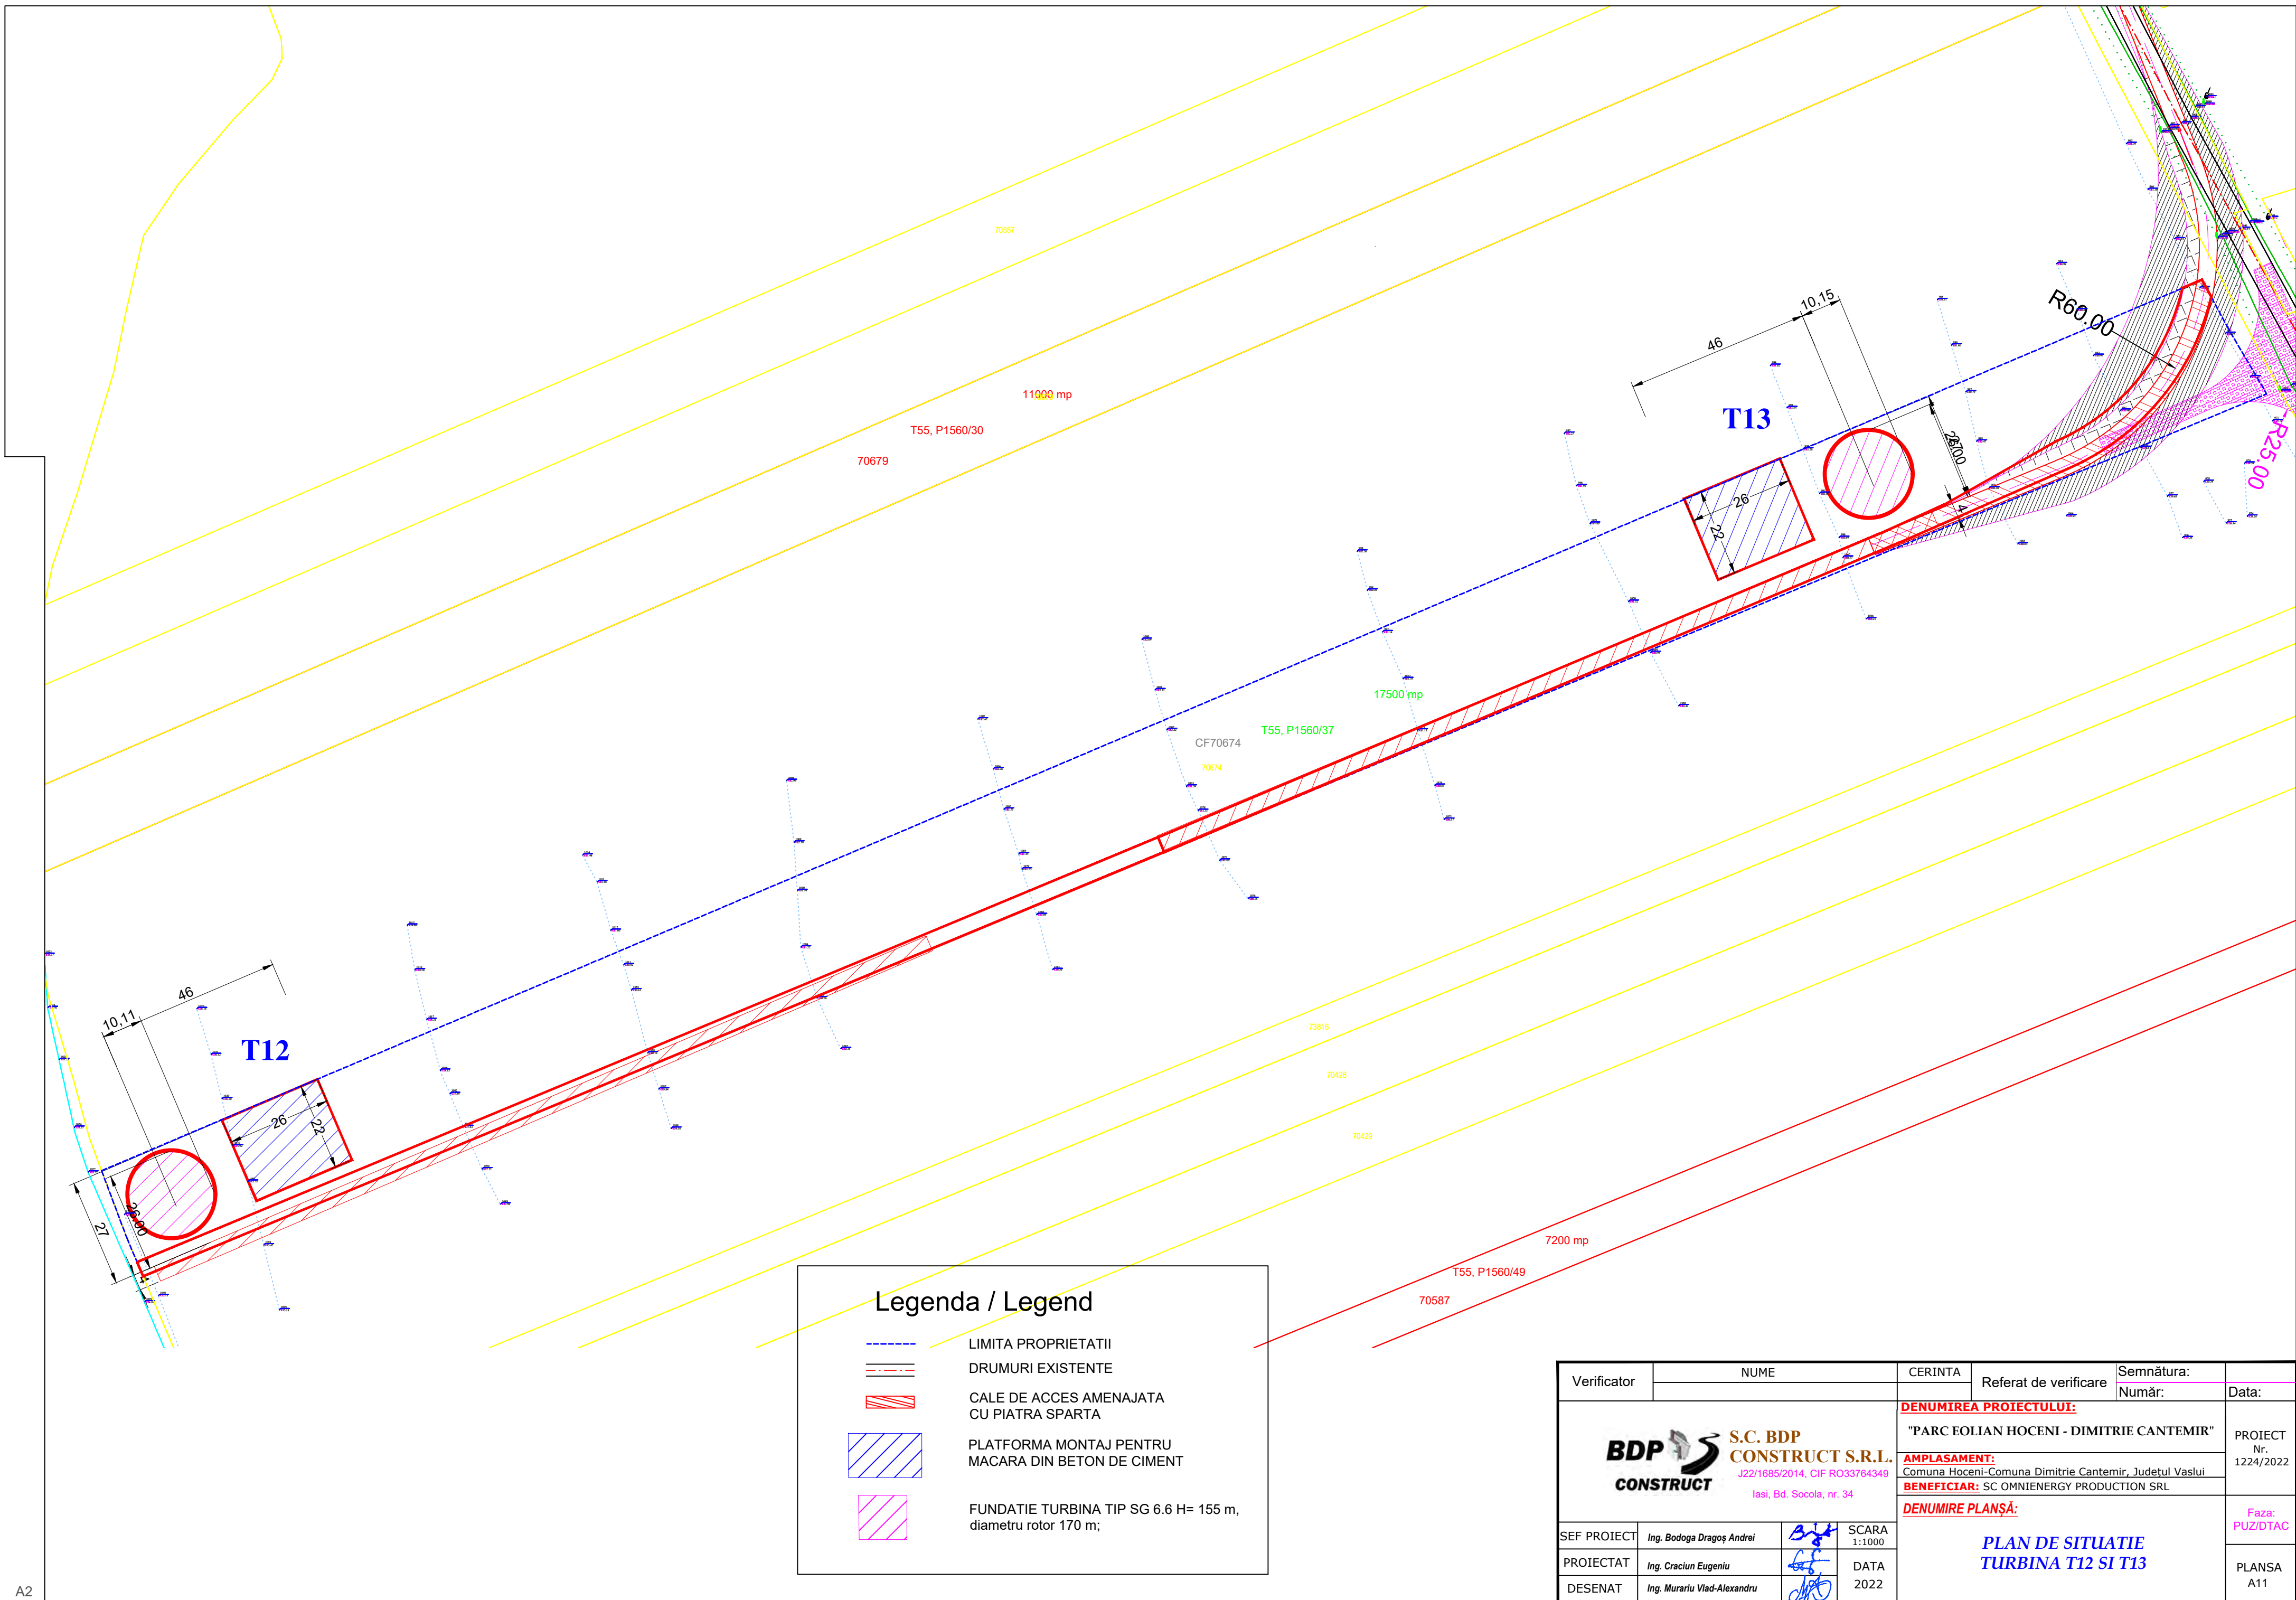 70357
11000 mp
T55, P1560/30
70679
46
10,15
T13
26
22
4
R60.00
R25.00
17500 mp
T55, P1560/37
CF70674
70674
46
10,11
T12
26
22
26,00
27
4
70428
70425
7200 mp
T55, P1560/49
70587
Legenda / Legend
LIMITA PROPRIETATII
DRUMURI EXISTENTE
CALE DE ACCES AMENAJATA
CU PIATRA SPARTA
PLATFORMA MONTAJ PENTRU
MACARA DIN BETON DE CIMENT
FUNDATIE TURBINA TIP SG 6.6 H= 155 m,
diametru rotor 170 m;
Verificator
NUME
CERINTA
Referat de verificare
Semnătura:
Număr:
Data:
BDP
CONSTRUCT
S.C. BDP
CONSTRUCT S.R.L.
J22/1685/2014, CIF RO33764349
Iasi, Bd. Socola, nr. 34
DENUMIREA PROIECTULUI:
"PARC EOLIAN HOCENI - DIMITRIE CANTEMIR"
AMPLASAMENT:
Comuna Hoceni-Comuna Dimitrie Cantemir, Județul Vaslui
BENEFICIAR: SC OMNIENERGY PRODUCTION SRL
PROIECT
Nr.
1224/2022
SEF PROIECT
Ing. Bodoga Dragoș Andrei
SCARA
1:1000
PROIECTAT
Ing. Craciun Eugeniu
DATA
2022
DESENAT
Ing. Murariu Vlad-Alexandru
DENUMIRE PLANȘĂ:
PLAN DE SITUATIE
TURBINA T12 SI T13
Faza:
PUZ/DTAC
PLANSA
A11
A2